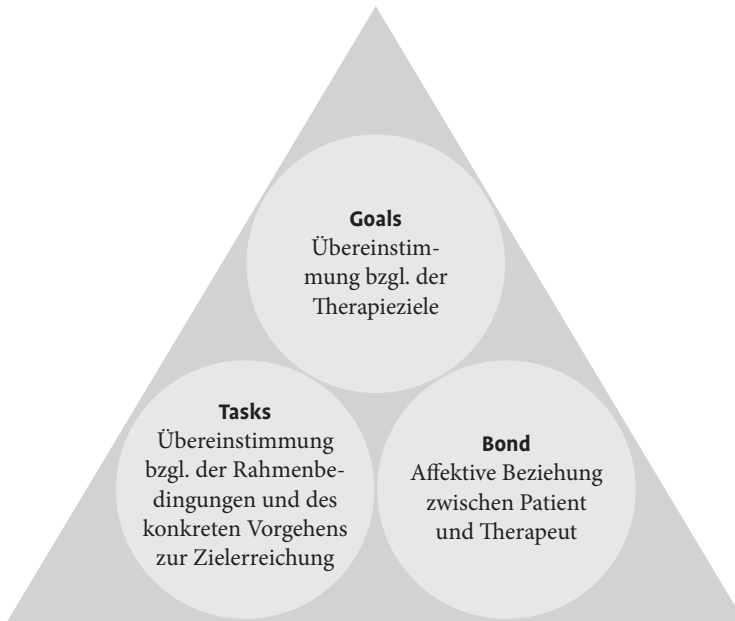 Goals
Übereinstim-
mung bzgl. der
Therapieziele
Tasks
Übereinstimmung
bzgl. der Rahmenbe-
dingungen und des
konkreten Vorgehens
zur Zielerreichung
Bond
Affektive Beziehung
zwischen Patient
und Therapeut